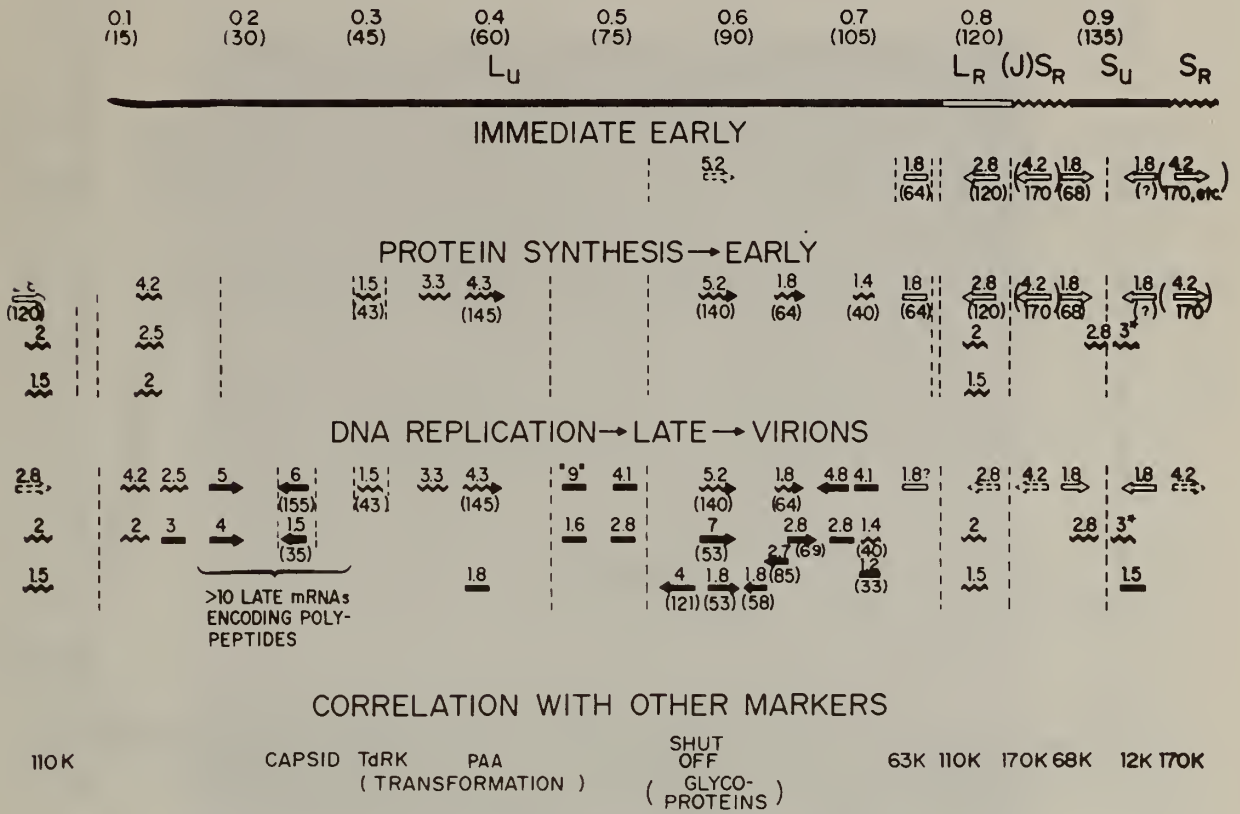 0.1 0.2 0.3 0.4 0.5 0.6 0.7 0.8 0.9
(15) (30) (45) (60) (75) (90) (105) (120) (135)
LU LR (J)SR SU SR
IMMEDIATE EARLY
5.2 1.8 2.8 4.2 1.8 1.8 4.2
(64) (120) (170) (68) (?) (170, etc.)
PROTEIN SYNTHESIS→EARLY
4.2 1.5 3.3 4.3 5.2 1.8 1.4 1.8 2.8 4.2 1.8 1.8 4.2
(120) (43) (145) (140) (64) (40) (64) (120) (170) (68) (?) (170)
2 2.5 2 2.8 3*
1.5 2 1.5
DNA REPLICATION→LATE→VIRIONS
2.8 4.2 2.5 5 6 1.5 3.3 4.3 "9" 4.1 5.2 1.8 4.8 4.1 1.8? 2.8 4.2 1.8 1.8 4.2
(155) (43) (145) (140) (64)
2 2 3 4 1.5 1.6 2.8 7 2.8 2.8 1.4 2 2.8 3*
(35) (53) (69) (40)
2.7 1.2
(85) (33)
1.5 1.8 4 1.8 1.8 1.5 1.5
(121) (53) (58)
>10 LATE mRNAs
ENCODING POLY-
PEPTIDES
CORRELATION WITH OTHER MARKERS
110K CAPSID TdRK PAA SHUT OFF 63K 110K 170K 68K 12K 170K
(TRANSFORMATION) (GLYCO-
PROTEINS)